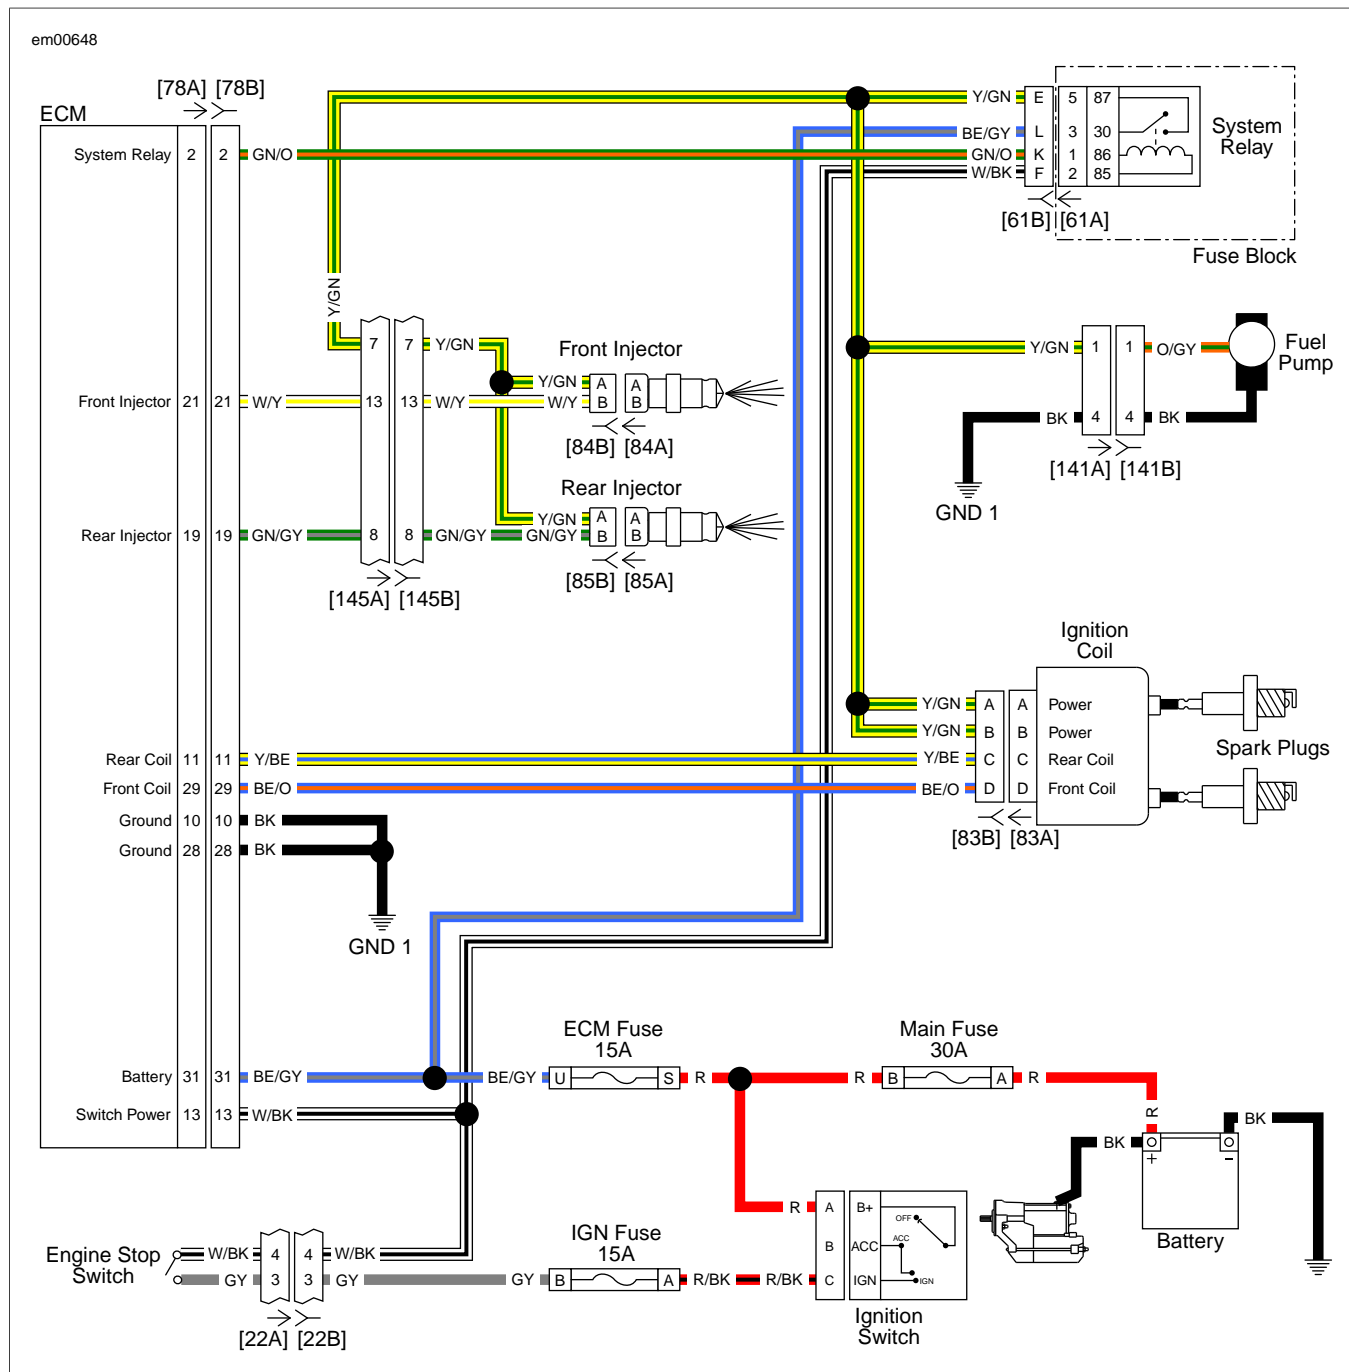 em00648
[78A] [78B]
ECM
System Relay 2 2 GN/O
Y/GN E 5 87
BE/GY L 3 30
GN/O K 1 86
W/BK F 2 85
System
Relay
[61B] [61A]
Fuse Block
Y/GN
7 7 Y/GN
Front Injector
Y/GN A A
Front Injector 21 21 W/Y 13 13 W/Y W/Y B B
[84B] [84A]
Y/GN 1 1 O/GY
Fuel
Pump
BK 4 4 BK
[141A] [141B]
GND 1
Rear Injector
Y/GN A A
Rear Injector 19 19 GN/GY 8 8 GN/GY GN/GY B B
[85B] [85A]
[145A] [145B]
Ignition
Coil
Y/GN A A Power
Y/GN B B Power
Rear Coil 11 11 Y/BE Y/BE C C Rear Coil
Front Coil 29 29 BE/O BE/O D D Front Coil
Spark Plugs
[83B] [83A]
Ground 10 10 BK
Ground 28 28 BK
GND 1
ECM Fuse
15A
Main Fuse
30A
Battery 31 31 BE/GY BE/GY U S R R B A R
R
Switch Power 13 13 W/BK
BK BK
+ -
Battery
R A B+
OFF
B ACC
ACC
C IGN
IGN
Ignition
Switch
IGN Fuse
15A
Engine Stop
Switch
W/BK 4 4 W/BK
GY 3 3 GY GY B A R/BK R/BK
[22A] [22B]